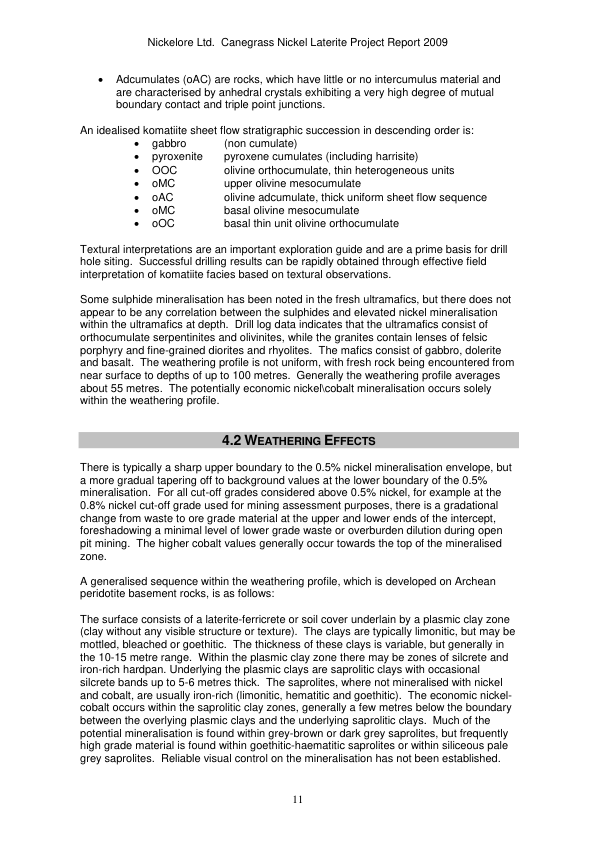 Nickelore Ltd.  Canegrass Nickel Laterite Project Report 2009
• Adcumulates (oAC) are rocks, which have little or no intercumulus material and
are characterised by anhedral crystals exhibiting a very high degree of mutual
boundary contact and triple point junctions.
An idealised komatiite sheet flow stratigraphic succession in descending order is:
• gabbro (non cumulate)
• pyroxenite pyroxene cumulates (including harrisite)
• OOC olivine orthocumulate, thin heterogeneous units
• oMC upper olivine mesocumulate
• oAC olivine adcumulate, thick uniform sheet flow sequence
• oMC basal olivine mesocumulate
• oOC basal thin unit olivine orthocumulate
Textural interpretations are an important exploration guide and are a prime basis for drill
hole siting.  Successful drilling results can be rapidly obtained through effective field
interpretation of komatiite facies based on textural observations.
Some sulphide mineralisation has been noted in the fresh ultramafics, but there does not
appear to be any correlation between the sulphides and elevated nickel mineralisation
within the ultramafics at depth.  Drill log data indicates that the ultramafics consist of
orthocumulate serpentinites and olivinites, while the granites contain lenses of felsic
porphyry and fine-grained diorites and rhyolites.  The mafics consist of gabbro, dolerite
and basalt.  The weathering profile is not uniform, with fresh rock being encountered from
near surface to depths of up to 100 metres.  Generally the weathering profile averages
about 55 metres.  The potentially economic nickel\cobalt mineralisation occurs solely
within the weathering profile.
4.2 WEATHERING EFFECTS
There is typically a sharp upper boundary to the 0.5% nickel mineralisation envelope, but
a more gradual tapering off to background values at the lower boundary of the 0.5%
mineralisation.  For all cut-off grades considered above 0.5% nickel, for example at the
0.8% nickel cut-off grade used for mining assessment purposes, there is a gradational
change from waste to ore grade material at the upper and lower ends of the intercept,
foreshadowing a minimal level of lower grade waste or overburden dilution during open
pit mining.  The higher cobalt values generally occur towards the top of the mineralised
zone.
A generalised sequence within the weathering profile, which is developed on Archean
peridotite basement rocks, is as follows:
The surface consists of a laterite-ferricrete or soil cover underlain by a plasmic clay zone
(clay without any visible structure or texture).  The clays are typically limonitic, but may be
mottled, bleached or goethitic.  The thickness of these clays is variable, but generally in
the 10-15 metre range.  Within the plasmic clay zone there may be zones of silcrete and
iron-rich hardpan. Underlying the plasmic clays are saprolitic clays with occasional
silcrete bands up to 5-6 metres thick.  The saprolites, where not mineralised with nickel
and cobalt, are usually iron-rich (limonitic, hematitic and goethitic).  The economic nickel-
cobalt occurs within the saprolitic clay zones, generally a few metres below the boundary
between the overlying plasmic clays and the underlying saprolitic clays.  Much of the
potential mineralisation is found within grey-brown or dark grey saprolites, but frequently
high grade material is found within goethitic-haematitic saprolites or within siliceous pale
grey saprolites.  Reliable visual control on the mineralisation has not been established.
11